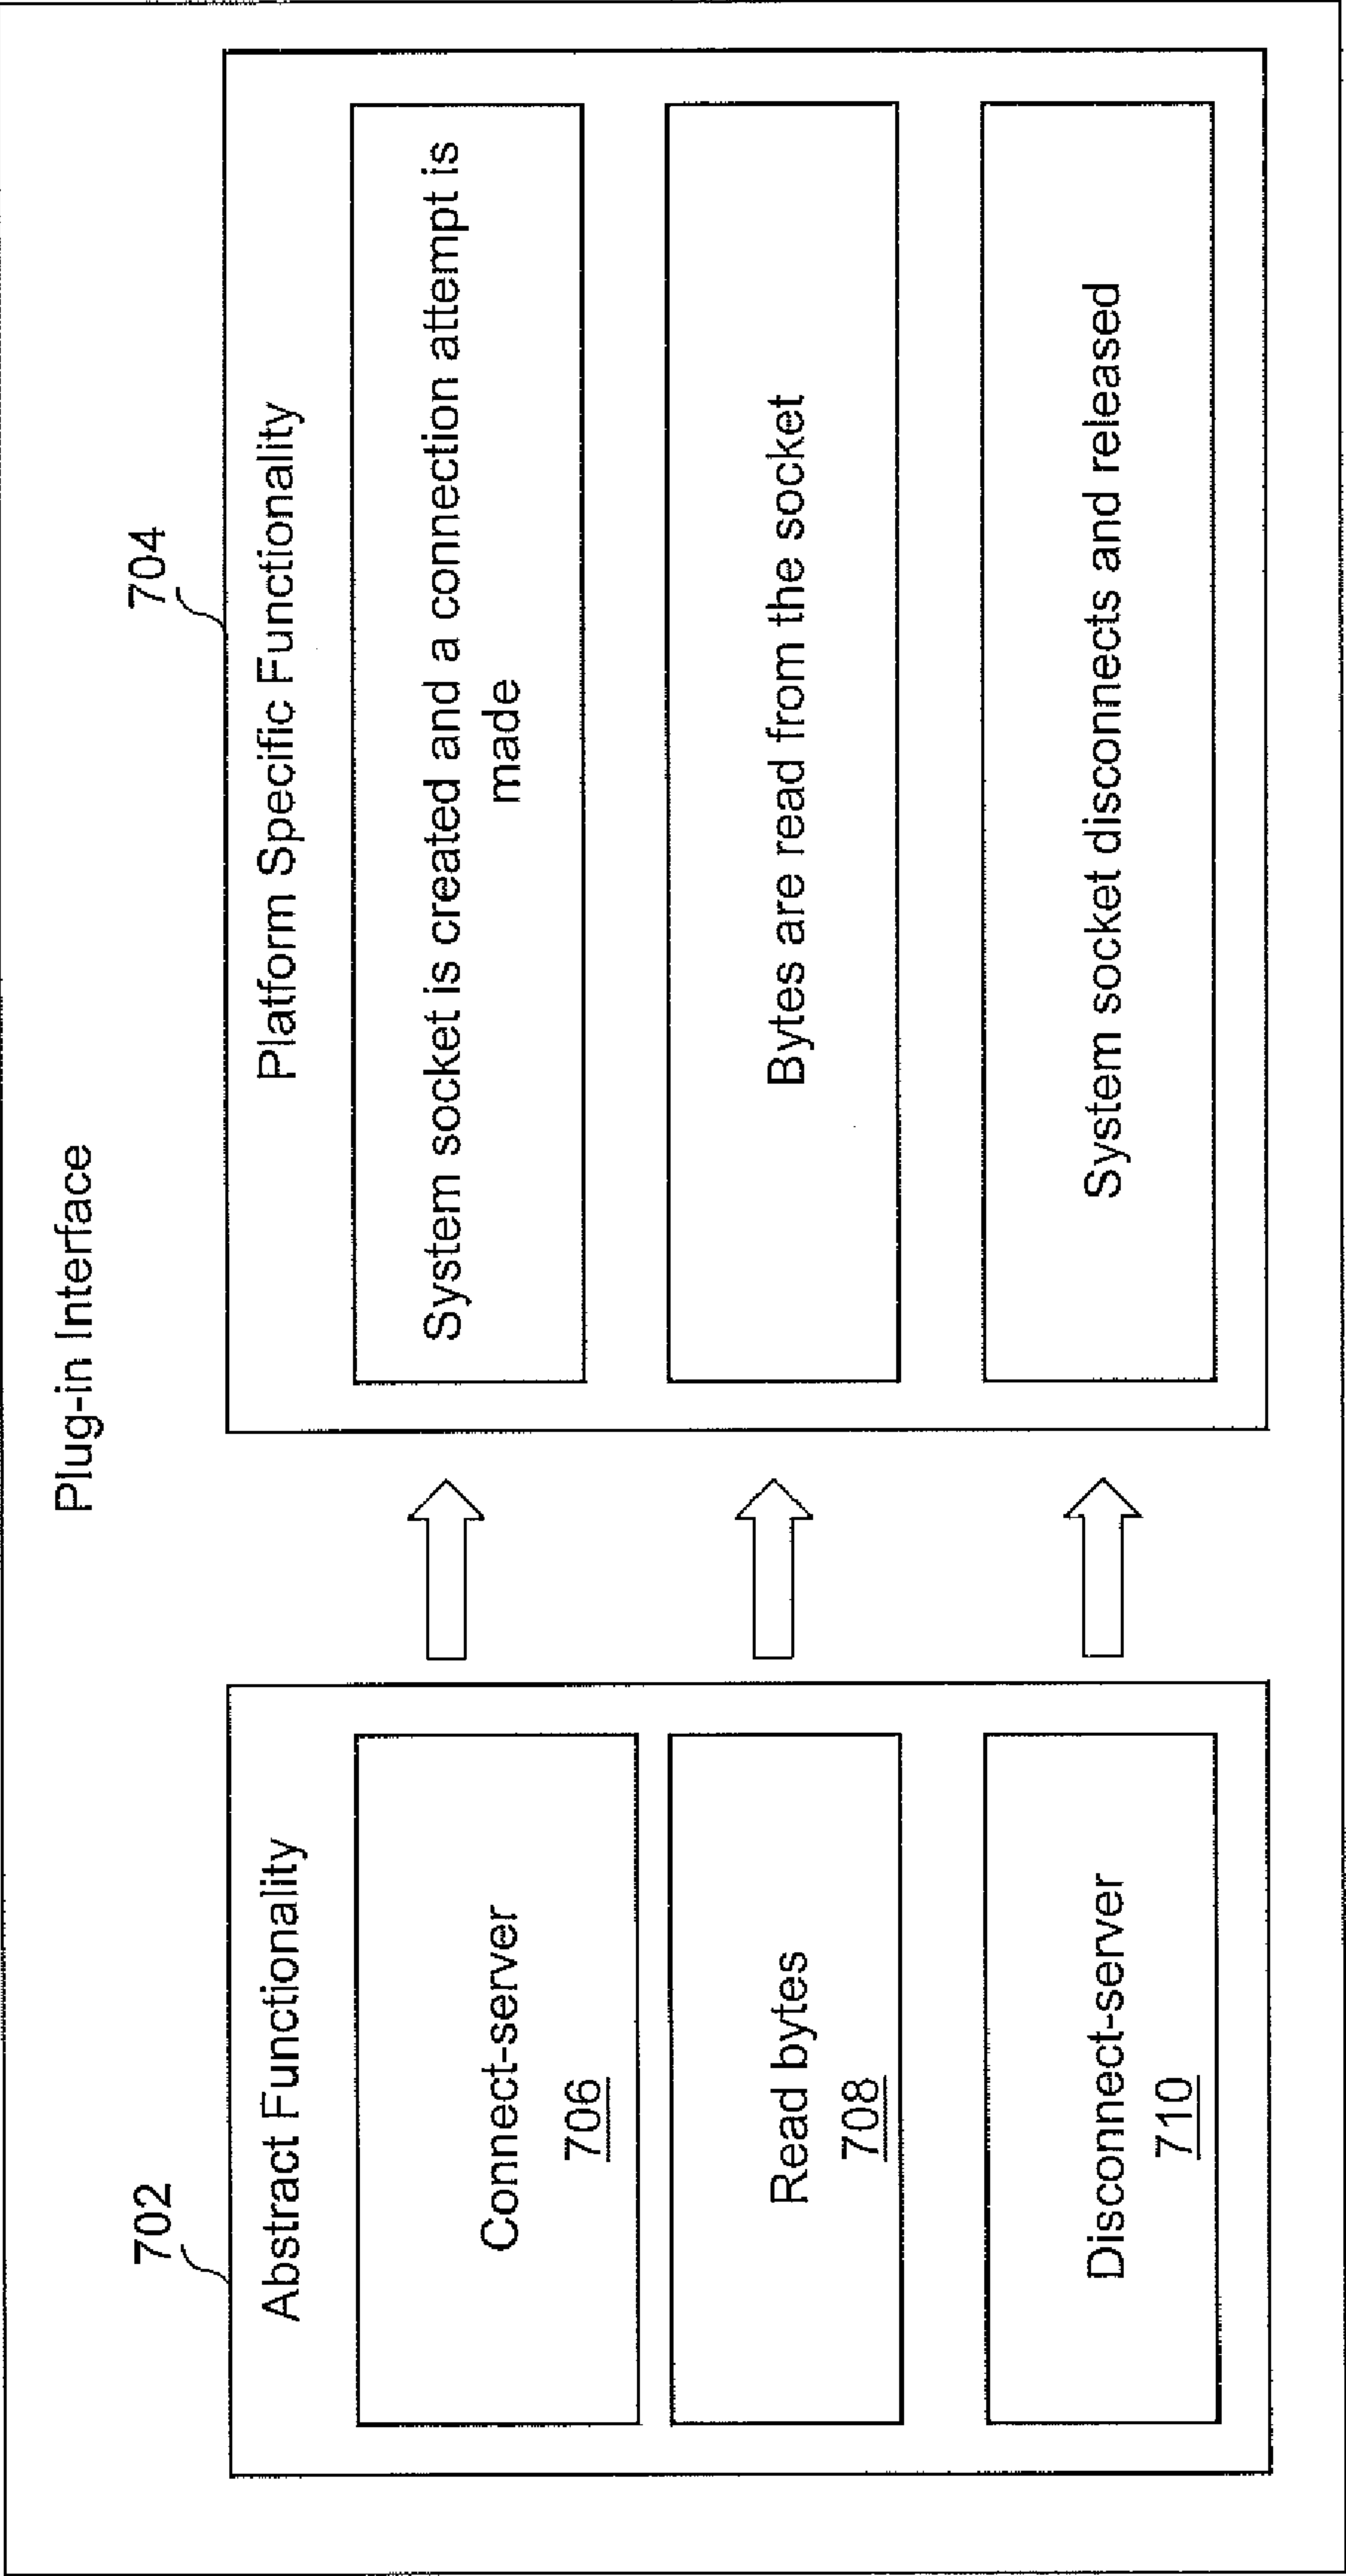 Plug-in Interface
702
Abstract Functionality
Connect-server
706
Read bytes
708
Disconnect-server
710
704
Platform Specific Functionality
System socket is created and a connection attempt is
made
Bytes are read from the socket
System socket disconnects and released